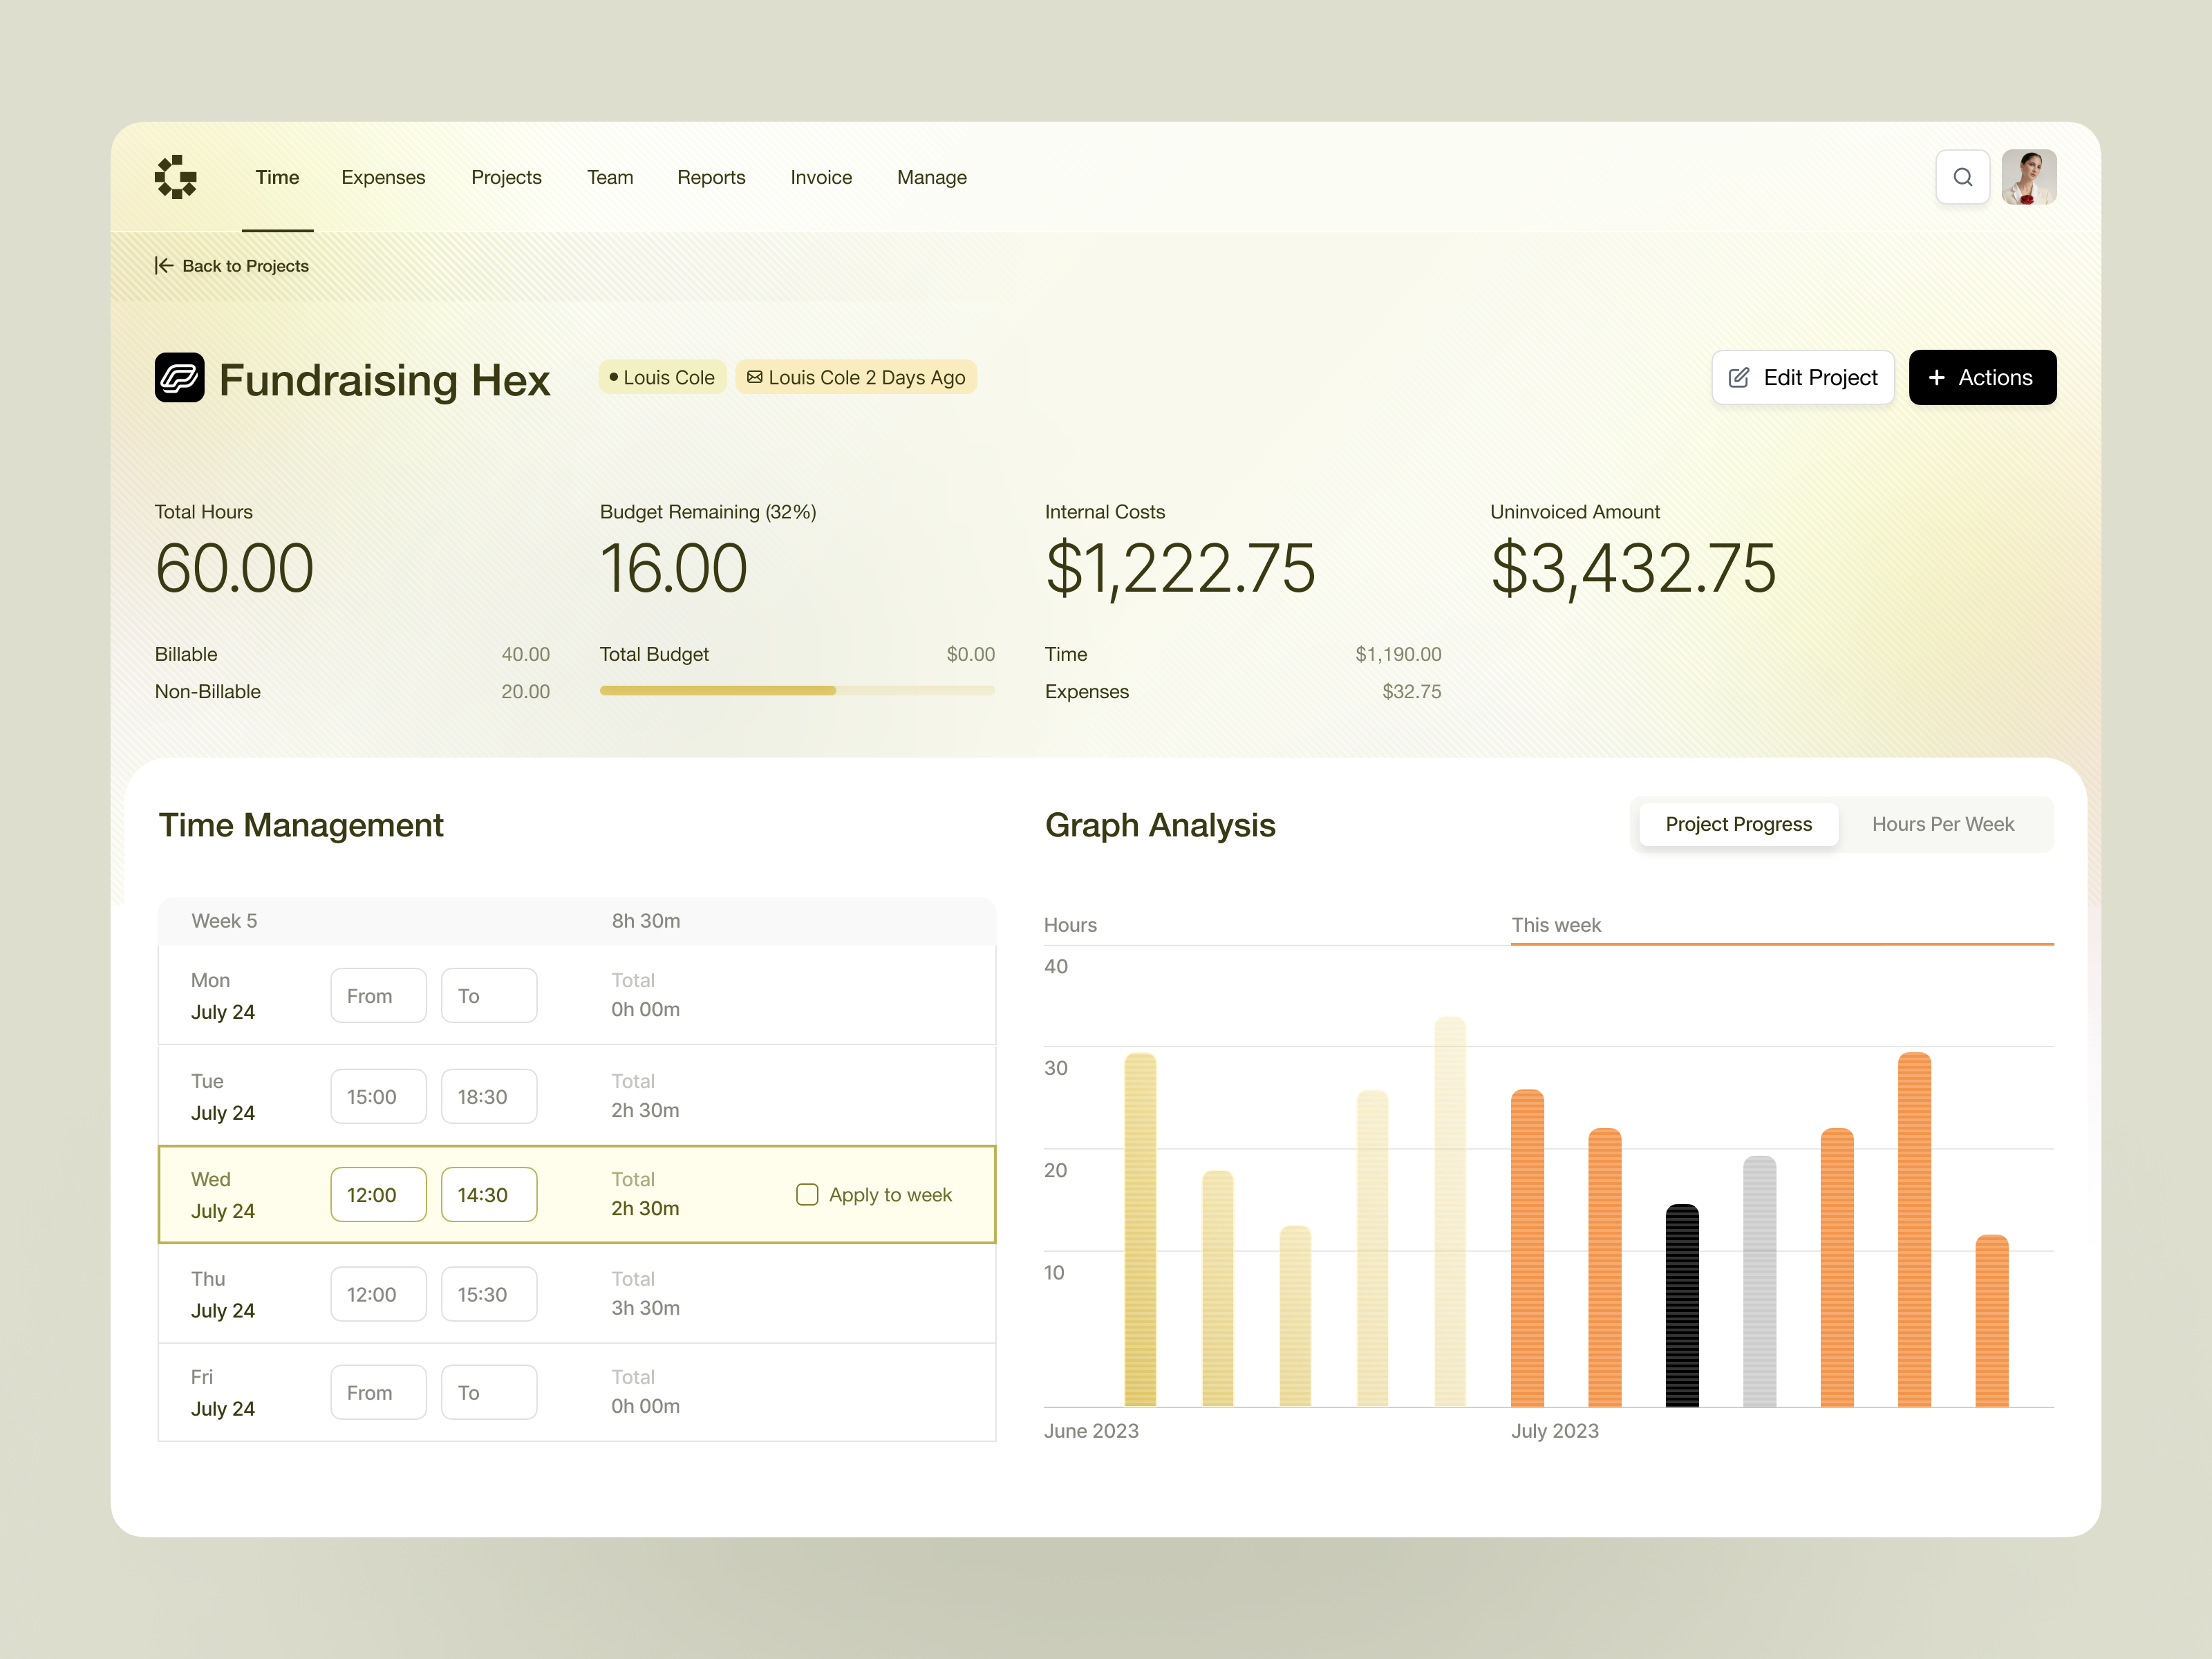 Time Expenses Projects Team Reports Invoice Manage
Back to Projects
Fundraising Hex
Louis Cole
Louis Cole 2 Days Ago
Edit Project
Actions
Total Hours
60.00
Billable 40.00
Non-Billable 20.00
Budget Remaining (32%)
16.00
Total Budget $0.00
Internal Costs
$1,222.75
Time $1,190.00
Expenses $32.75
Uninvoiced Amount
$3,432.75
Time Management
Week 5 8h 30m
Mon
July 24
From To
Total
0h 00m
Tue
July 24
15:00 18:30
Total
2h 30m
Wed
July 24
12:00 14:30
Total
2h 30m
Apply to week
Thu
July 24
12:00 15:30
Total
3h 30m
Fri
July 24
From To
Total
0h 00m
Graph Analysis
Project Progress Hours Per Week
Hours This week
40
30
20
10
June 2023 July 2023